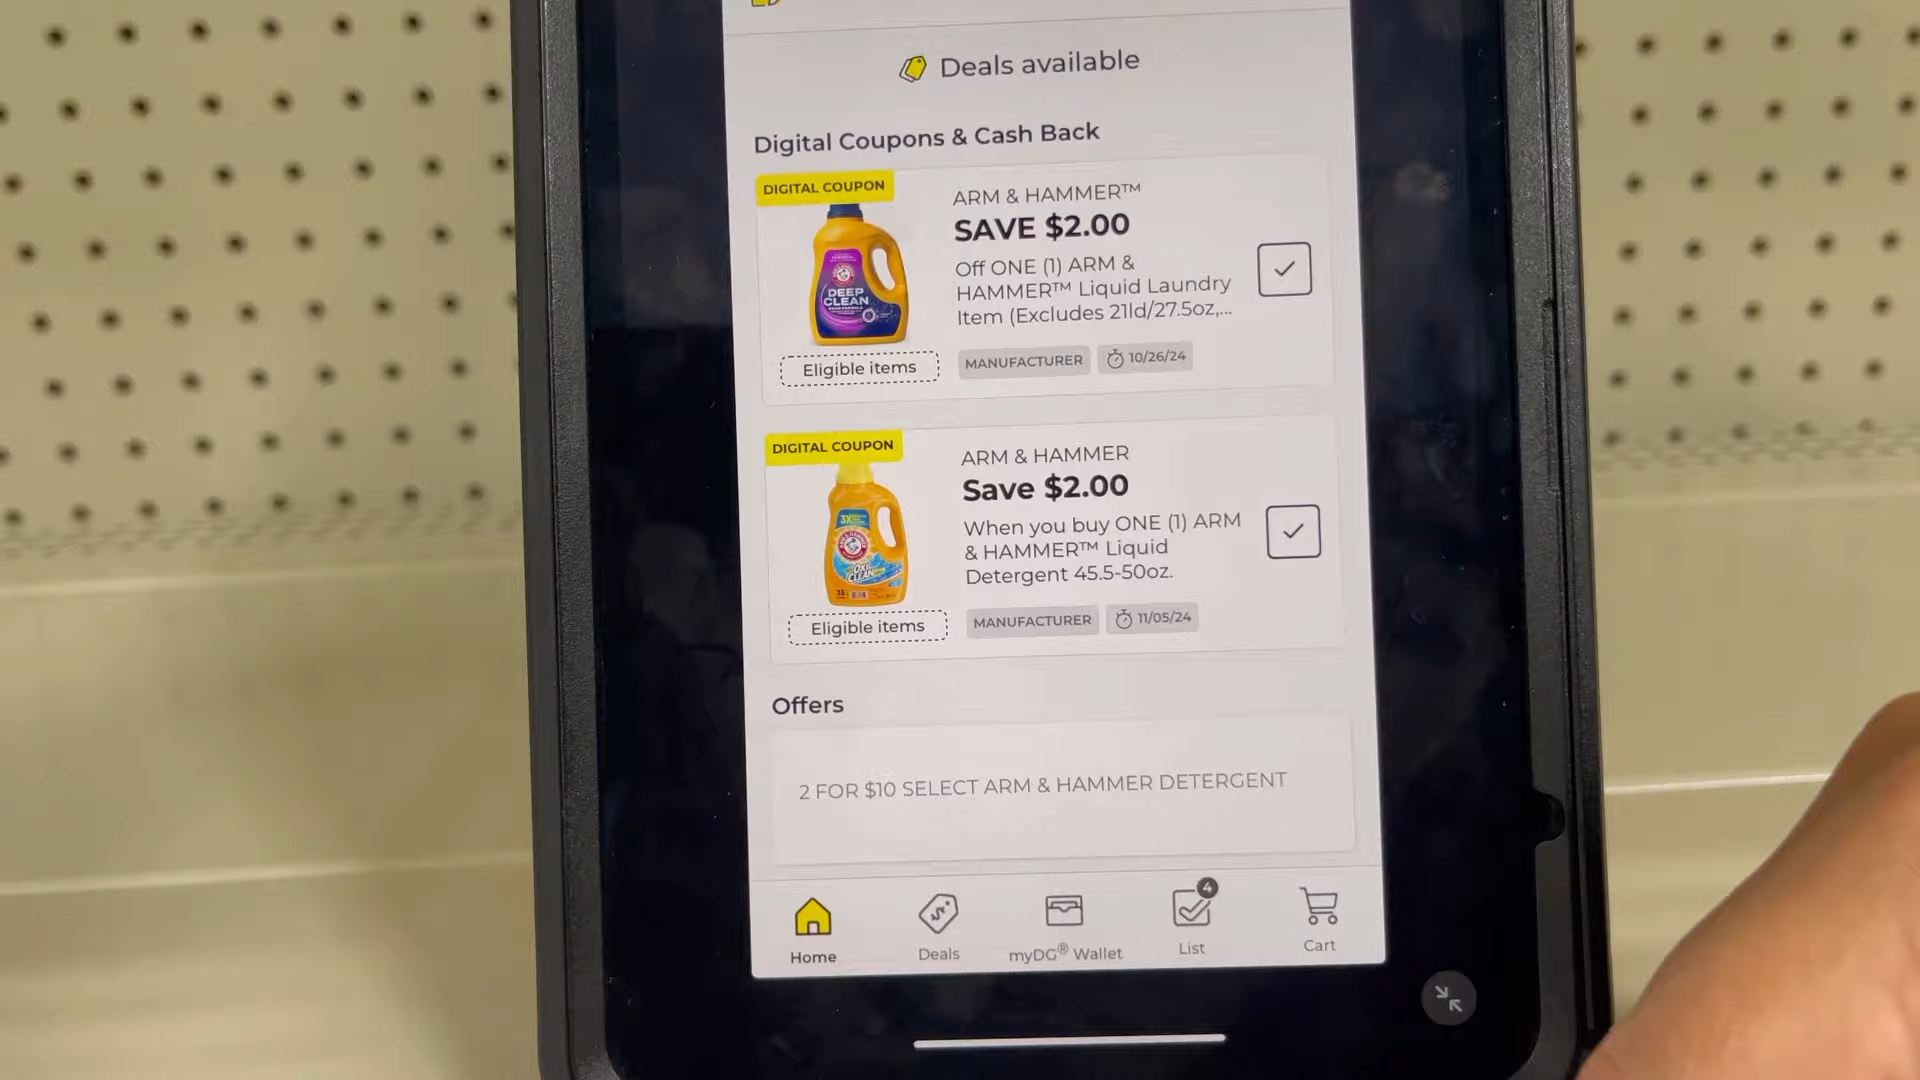 Deals available
Digital Coupons & Cash Back
DIGITAL COUPON
ARM & HAMMER™
SAVE $2.00
Off ONE (1) ARM &
HAMMER™ Liquid Laundry
Item (Excludes 21ld/27.5oz,...
DEEP
CLEAN
Eligible items
MANUFACTURER
10/26/24
DIGITAL COUPON
ARM & HAMMER
Save $2.00
When you buy ONE (1) ARM
& HAMMER™ Liquid
Detergent 45.5-50oz.
3X
OXI
CLEAN
Eligible items
MANUFACTURER
11/05/24
Offers
2 FOR $10 SELECT ARM & HAMMER DETERGENT
4
Home
Deals
myDG® Wallet
List
Cart